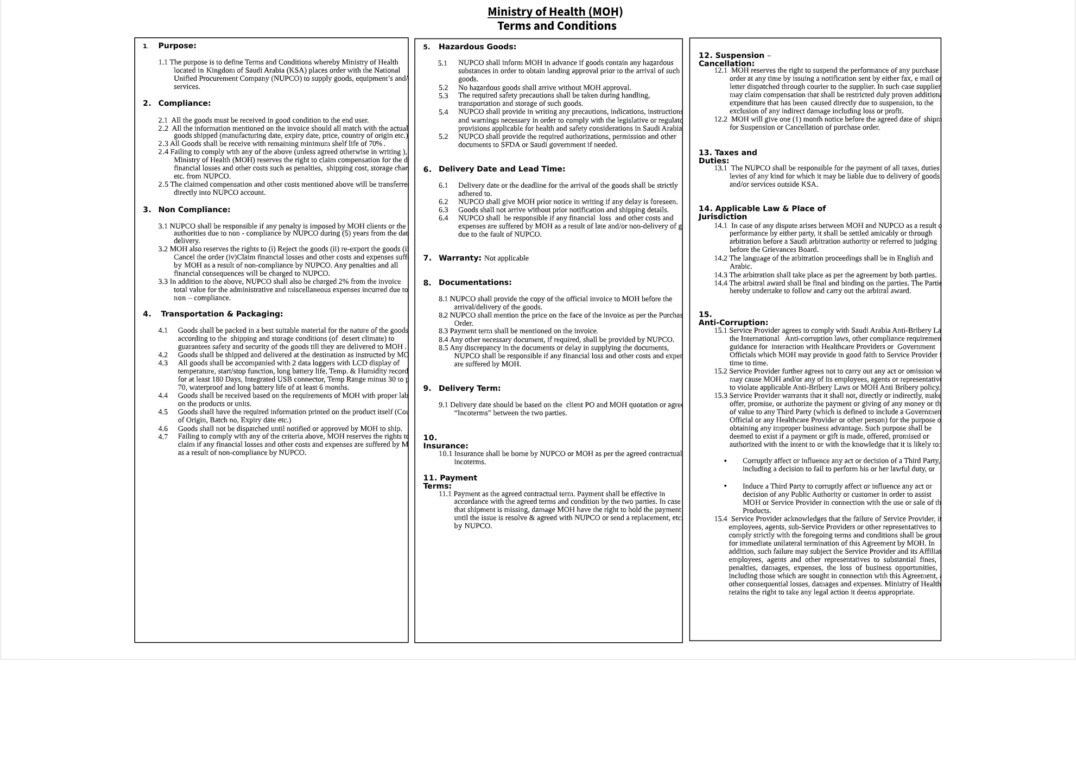 Ministry of Health (MOH)
Terms and Conditions
1. Purpose:
1.1 The purpose is to define Terms and Conditions whereby Ministry of Health
located in Kingdom of Saudi Arabia (KSA) places order with the National
Unified Procurement Company (NUPCO) to supply goods, equipment's and/
services.
2. Compliance:
2.1 All the goods must be received in good condition to the end user.
2.2 All the information mentioned on the invoice should all match with the actual
goods shipped (manufacturing date, expiry date, price, country of origin etc.)
2.3 All Goods should be receive with remaining minimum shelf life of 70% .
2.4 Failing to comply with any of the above (unless agreed otherwise in writing ),
Ministry of Health (MOH) reserves the right to claim compensation for the d
financial losses and other costs such as penalties, shipping cost, storage char
etc. from NUPCO.
2.5 The claimed compensation and other costs mentioned above will be transferre
directly into NUPCO account.
3. Non Compliance:
3.1 NUPCO shall be responsible if any penalty is imposed by MOH clients or the
authorities due to non - compliance by NUPCO during (5) years from the dat
delivery.
3.2 MOH also reserves the rights to (i) Reject the goods (ii) re-export the goods (i
Cancel the order (iv)Claim financial losses and other costs and expenses suff
by MOH as a result of non-compliance by NUPCO. Any penalties and all
financial consequences will be charged to NUPCO.
3.3 In addition to the above, NUPCO shall also be charged 2% from the invoice
total value for the administrative and miscellaneous expenses incurred due to
non – compliance.
4. Transportation & Packaging:
4.1 Goods shall be packed in a best suitable material for the nature of the goods
according to the shipping and storage conditions (of desert climate) to
guarantees safety and security of the goods till they are delivered to MOH .
4.2 Goods shall be shipped and delivered at the destination as instructed by MO
4.3 All goods shall be accompanied with 2 data loggers with LCD display of
temperature, start/stop function, long battery life, Temp. & Humidity record
for at least 180 Days, Integrated USB connector, Temp Range minus 30 to p
70, waterproof and long battery life of at least 6 months.
4.4 Goods shall be received based on the requirements of MOH with proper lab
on the products or units.
4.5 Goods shall have the required information printed on the product itself (Cou
of Origin, Batch no, Expiry date etc.)
4.6 Goods shall not be dispatched until notified or approved by MOH to ship.
4.7 Failing to comply with any of the criteria above, MOH reserves the rights to
claim if any financial losses and other costs and expenses are suffered by M
as a result of non-compliance by NUPCO.
5. Hazardous Goods:
5.1 NUPCO shall inform MOH in advance if goods contain any hazardous
substances in order to obtain landing approval prior to the arrival of such
goods.
5.2 No hazardous goods shall arrive without MOH approval.
5.3 The required safety precautions shall be taken during handling,
transportation and storage of such goods.
5.4 NUPCO shall provide in writing any precautions, indications, instructions
and warnings necessary in order to comply with the legislative or regulato
provisions applicable for health and safety considerations in Saudi Arabia
5.2 NUPCO shall provide the required authorizations, permission and other
documents to SFDA or Saudi government if needed.
6. Delivery Date and Lead Time:
6.1 Delivery date or the deadline for the arrival of the goods shall be strictly
adhered to.
6.2 NUPCO shall give MOH prior notice in writing if any delay is foreseen.
6.3 Goods shall not arrive without prior notification and shipping details.
6.4 NUPCO shall be responsible if any financial loss and other costs and
expenses are suffered by MOH as a result of late and/or non-delivery of g
due to the fault of NUPCO.
7. Warranty: Not applicable
8. Documentations:
8.1 NUPCO shall provide the copy of the official invoice to MOH before the
arrival/delivery of the goods.
8.2 NUPCO shall mention the price on the face of the invoice as per the Purchas
Order.
8.3 Payment term shall be mentioned on the invoice.
8.4 Any other necessary document, if required, shall be provided by NUPCO.
8.5 Any discrepancy in the documents or delay in supplying the documents,
NUPCO shall be responsible if any financial loss and other costs and exper
are suffered by MOH.
9. Delivery Term:
9.1 Delivery date should be based on the client PO and MOH quotation or agre
"Incoterms" between the two parties.
10.
Insurance:
10.1 Insurance shall be borne by NUPCO or MOH as per the agreed contractual
incoterms.
11. Payment
Terms:
11.1 Payment as the agreed contractual term. Payment shall be effective in
accordance with the agreed terms and condition by the two parties. In case
that shipment is missing, damage MOH have the right to hold the payment
until the issue is resolve & agreed with NUPCO or send a replacement, etc
by NUPCO.
12. Suspension –
Cancellation:
12.1 MOH reserves the right to suspend the performance of any purchase
order at any time by issuing a notification sent by either fax, e mail or
letter dispatched through courier to the supplier. In such case supplier
may claim compensation that shall be restricted duly proven additiona
expenditure that has been caused directly due to suspension, to the
exclusion of any indirect damage including loss or profit.
12.2 MOH will give one (1) month notice before the agreed date of shipm
for Suspension or Cancellation of purchase order.
13. Taxes and
Duties:
13.1 The NUPCO shall be responsible for the payment of all taxes, duties
levies of any kind for which it may be liable due to delivery of goods
and/or services outside KSA.
14. Applicable Law & Place of
Jurisdiction
14.1 In case of any dispute arises between MOH and NUPCO as a result o
performance by either party, it shall be settled amicably or through
arbitration before a Saudi arbitration authority or referred to judging
before the Grievances Board.
14.2 The language of the arbitration proceedings shall be in English and
Arabic.
14.3 The arbitration shall take place as per the agreement by both parties.
14.4 The arbitral award shall be final and binding on the parties. The Partie
hereby undertake to follow and carry out the arbitral award.
15.
Anti-Corruption:
15.1 Service Provider agrees to comply with Saudi Arabia Anti-Bribery La
the International Anti-corruption laws, other compliance requiremen
guidance for interaction with Healthcare Providers or Government
Officials which MOH may provide in good faith to Service Provider f
time to time.
15.2 Service Provider further agrees not to carry out any act or omission w
may cause MOH and/or any of its employees, agents or representative
to violate applicable Anti-Bribery Laws or MOH Anti Bribery policy.
15.3 Service Provider warrants that it shall not, directly or indirectly, make
offer, promise, or authorize the payment or giving of any money or th
of value to any Third Party (which is defined to include a Governmen
Official or any Healthcare Provider or other person) for the purpose o
obtaining any improper business advantage. Such purpose shall be
deemed to exist if a payment or gift is made, offered, promised or
authorized with the intent to or with the knowledge that it is likely to:
• Corruptly affect or influence any act or decision of a Third Party,
including a decision to fail to perform his or her lawful duty, or
• Induce a Third Party to corruptly affect or influence any act or
decision of any Public Authority or customer in order to assist
MOH or Service Provider in connection with the use or sale of th
Products.
15.4 Service Provider acknowledges that the failure of Service Provider, i
employees, agents, sub-Service Providers or other representatives to
comply strictly with the foregoing terms and conditions shall be grou
for immediate unilateral termination of this Agreement by MOH. In
addition, such failure may subject the Service Provider and its Affilia
employees, agents and other representatives to substantial fines,
penalties, damages, expenses, the loss of business opportunities,
including those which are sought in connection with this Agreement,
other consequential losses, damages and expenses. Ministry of Health
retains the right to take any legal action it deems appropriate.